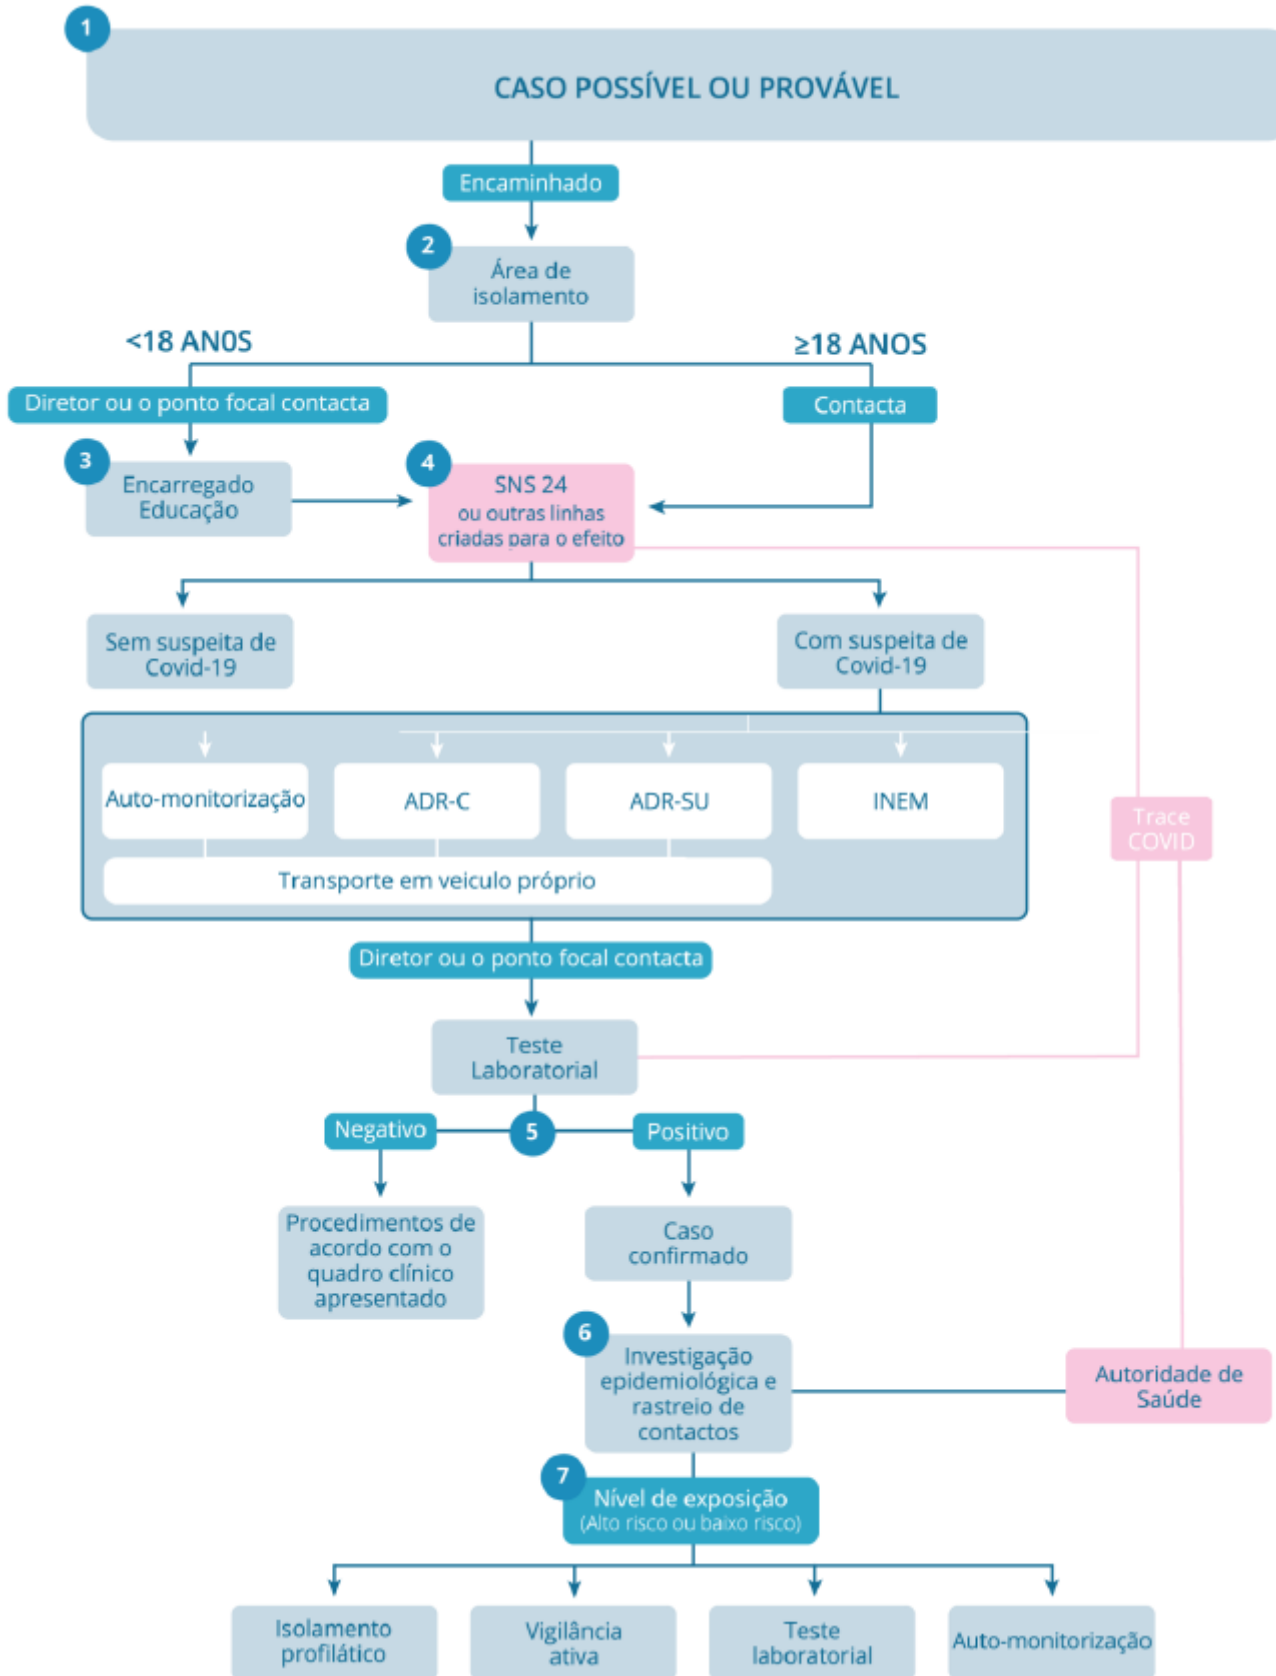 1
CASO POSSÍVEL OU PROVÁVEL
Encaminhado
2
Área de
isolamento
<18 AN0S
≥18 ANOS
Diretor ou o ponto focal contacta
Contacta
3
Encarregado
Educação
4
SNS 24
ou outras linhas
criadas para o efeito
Sem suspeita de
Covid-19
Com suspeita de
Covid-19
Auto-monitorização
ADR-C
ADR-SU
INEM
Transporte em veiculo próprio
Trace
COVID
Diretor ou o ponto focal contacta
Teste
Laboratorial
Negativo
5
Positivo
Procedimentos de
acordo com o
quadro clínico
apresentado
Caso
confirmado
6
Investigação
epidemiológica e
rastreio de
contactos
Autoridade de
Saúde
7
Nível de exposição
(Alto risco ou baixo risco)
Isolamento
profilático
Vigilância
ativa
Teste
laboratorial
Auto-monitorização